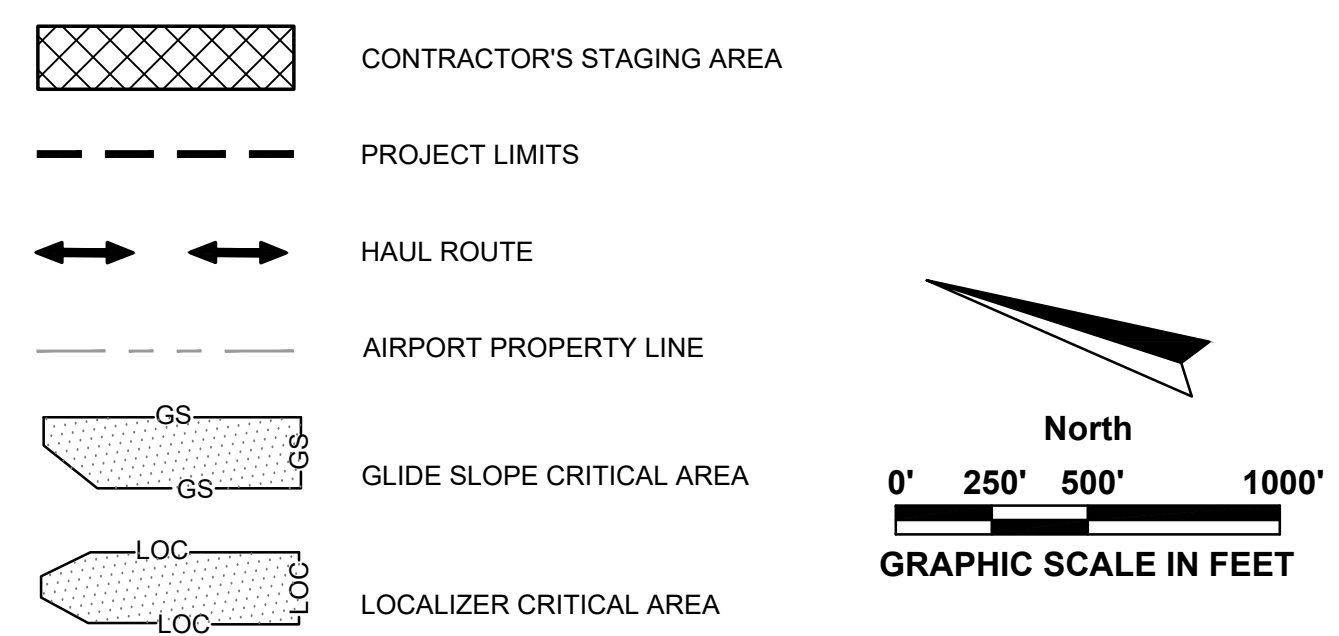 CONTRACTOR'S STAGING AREA
PROJECT LIMITS
HAUL ROUTE
AIRPORT PROPERTY LINE
GS
GS
GS
GLIDE SLOPE CRITICAL AREA
LOC
LOC
LOC
LOCALIZER CRITICAL AREA
North
0' 250' 500' 1000'
GRAPHIC SCALE IN FEET